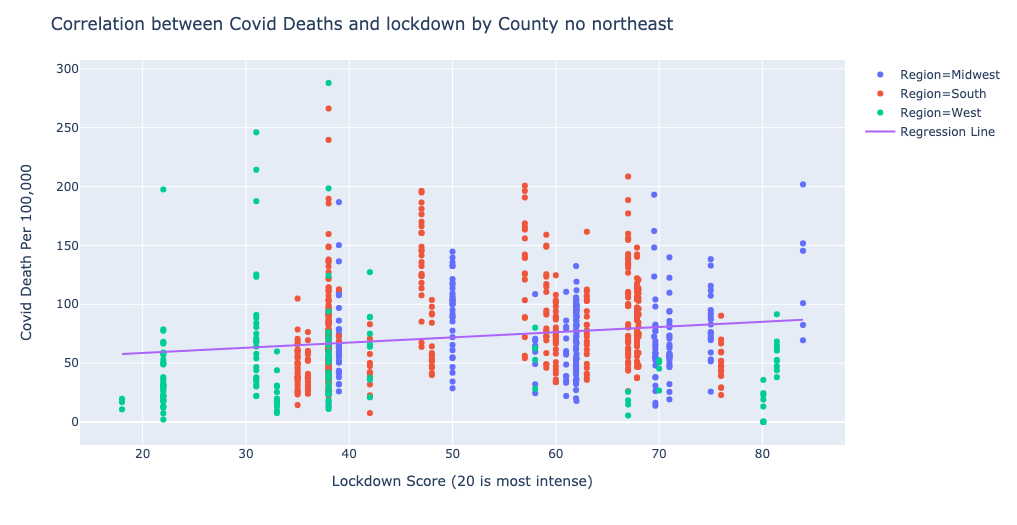 Correlation between Covid Deaths and lockdown by County no northeast
300
250
200
150
100
50
0
Covid Death Per 100,000
20
30
40
50
60
70
80
Lockdown Score (20 is most intense)
Region=Midwest
Region=South
Region=West
Regression Line